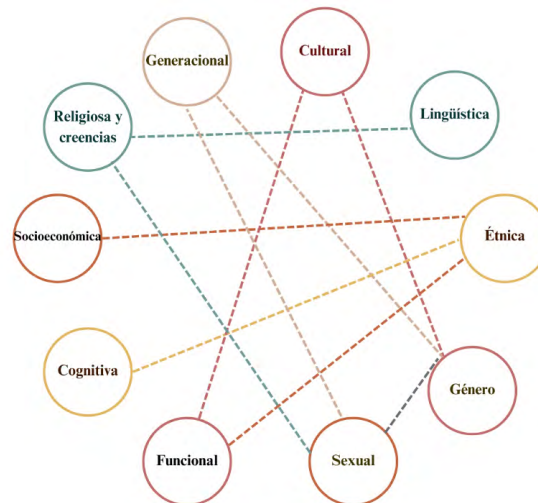 Cultural
Generacional
Religiosa y
creencias
Lingüística
Socioeconómica
Étnica
Cognitiva
Género
Funcional
Sexual